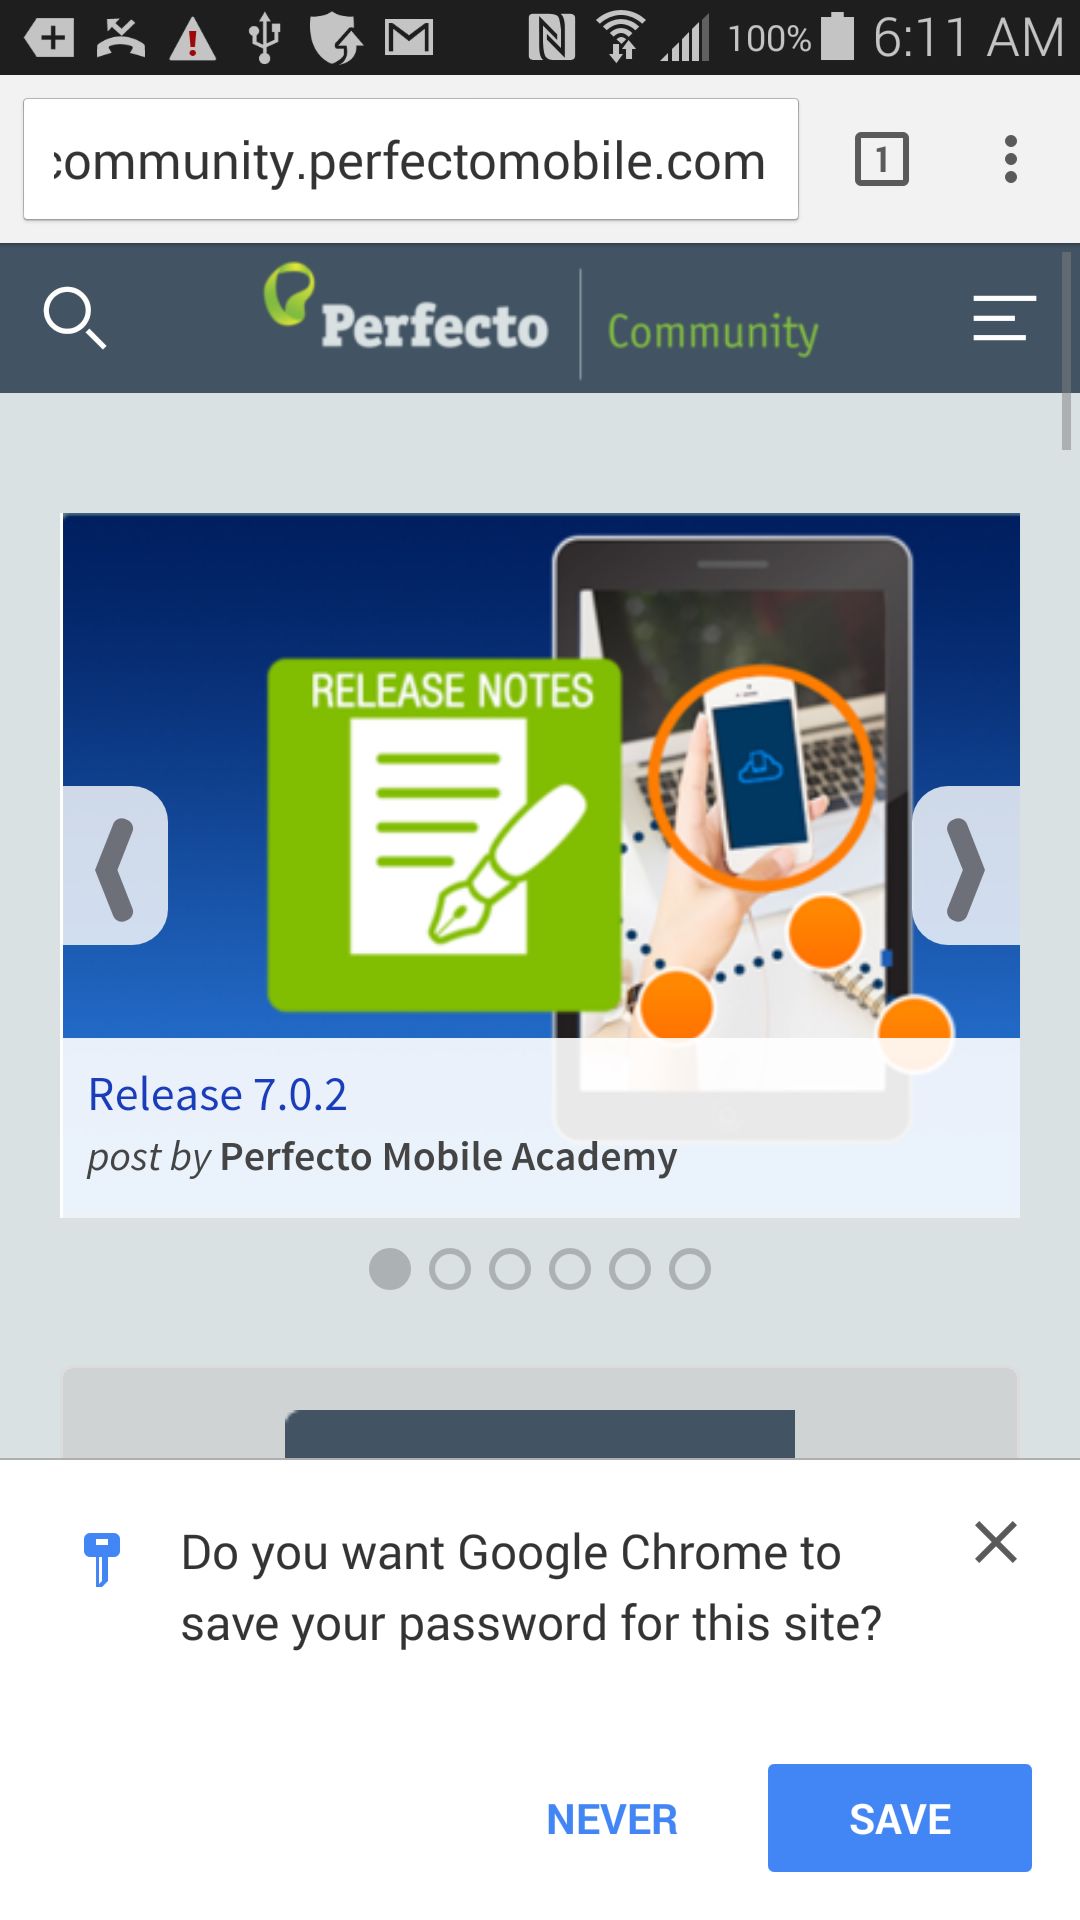 100% 6:11 AM
community.perfectomobile.com
1
Perfecto Community
RELEASE NOTES
Release 7.0.2
post by Perfecto Mobile Academy
Do you want Google Chrome to
save your password for this site?
NEVER SAVE